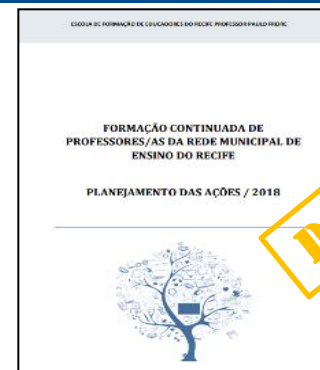 ESCOLA DE FORMAÇÃO DE EDUCADORES DO RECIFE PROFESSOR PAULO FREIRE
FORMAÇÃO CONTINUADA DE
PROFESSORES/AS DA REDE MUNICIPAL DE
ENSINO DO RECIFE
PLANEJAMENTO DAS AÇÕES / 2018